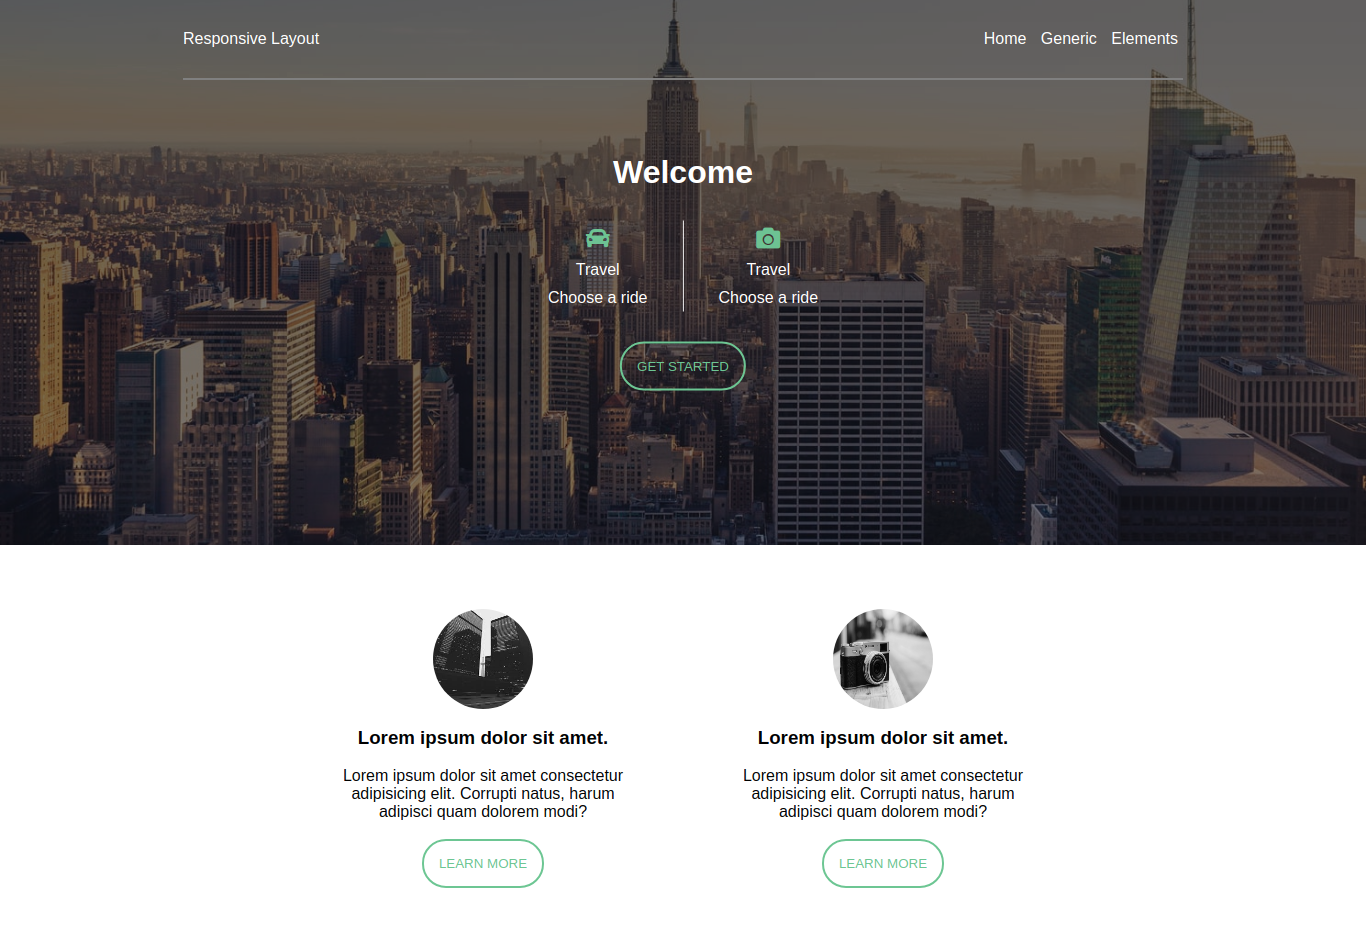 Responsive Layout
Home Generic Elements
Welcome
Travel
Choose a ride
Travel
Choose a ride
GET STARTED
Lorem ipsum dolor sit amet.
Lorem ipsum dolor sit amet consectetur
adipisicing elit. Corrupti natus, harum
adipisci quam dolorem modi?
LEARN MORE
Lorem ipsum dolor sit amet.
Lorem ipsum dolor sit amet consectetur
adipisicing elit. Corrupti natus, harum
adipisci quam dolorem modi?
LEARN MORE